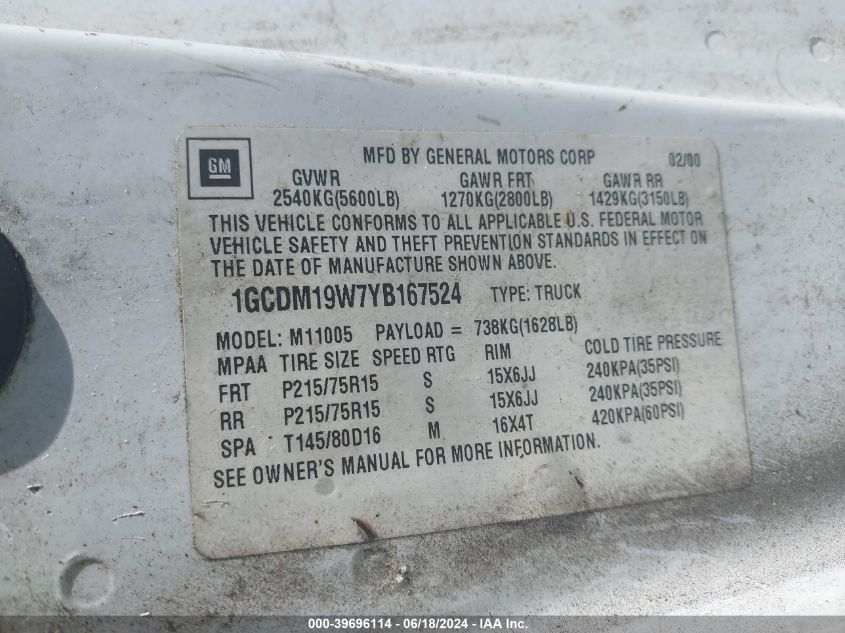 GM
MFD BY GENERAL MOTORS CORP 02/00
GVWR GAWR FRT GAWR RR
2540KG(5600LB) 1270KG(2800LB) 1429KG(3150LB)
THIS VEHICLE CONFORMS TO ALL APPLICABLE U.S. FEDERAL MOTOR
VEHICLE SAFETY AND THEFT PREVENTION STANDARDS IN EFFECT ON
THE DATE OF MANUFACTURE SHOWN ABOVE.
1GCDM19W7YB167524 TYPE: TRUCK
MODEL: M11005 PAYLOAD = 738KG(1628LB)
MPAA TIRE SIZE SPEED RTG RIM COLD TIRE PRESSURE
FRT P215/75R15 S 15X6JJ 240KPA(35PSI)
RR P215/75R15 S 15X6JJ 240KPA(35PSI)
SPA T145/80D16 M 16X4T 420KPA(60PSI)
SEE OWNER'S MANUAL FOR MORE INFORMATION.
000-39696114 - 06/18/2024 - IAA Inc.